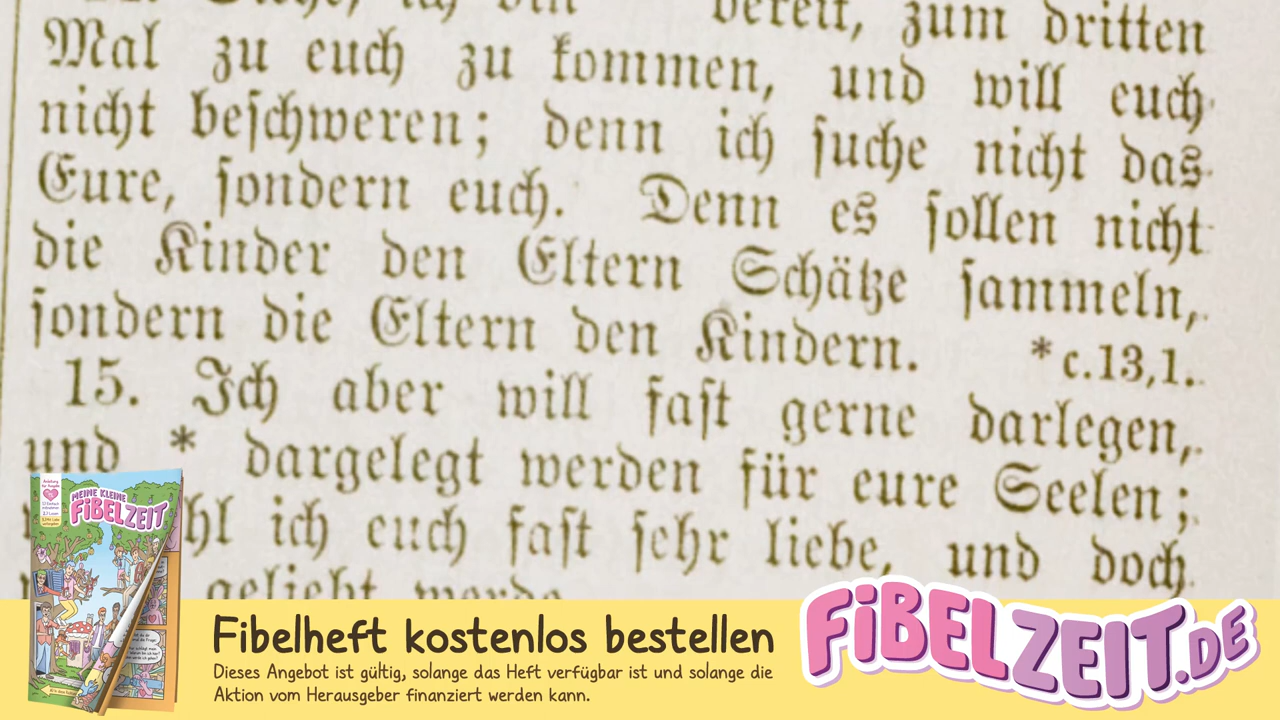 bereit, zum dritten
Mal zu euch zu kommen, und will euch
nicht beschweren; denn ich suche nicht das
Eure, sondern euch. Denn es sollen nicht
die Kinder den Eltern Schätze sammeln,
sondern die Eltern den Kindern. * c.13,1.
15. Ich aber will fast gerne darlegen,
und * dargelegt werden für eure Seelen;
ich euch fast sehr liebe, und doch
geliebt werde
MEINE KLEINE
FIBELZEIT
Fibelheft kostenlos bestellen
Dieses Angebot ist gültig, solange das Heft verfügbar ist und solange die
Aktion vom Herausgeber finanziert werden kann.
FIBELZEIT.DE